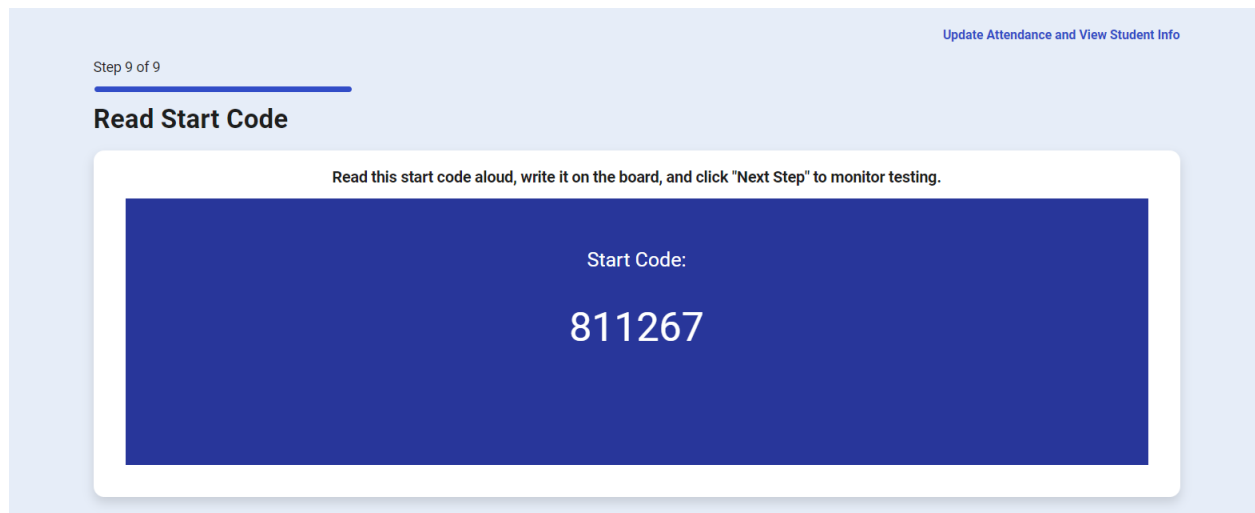 Update Attendance and View Student Info
Step 9 of 9
Read Start Code
Read this start code aloud, write it on the board, and click "Next Step" to monitor testing.
Start Code:
811267